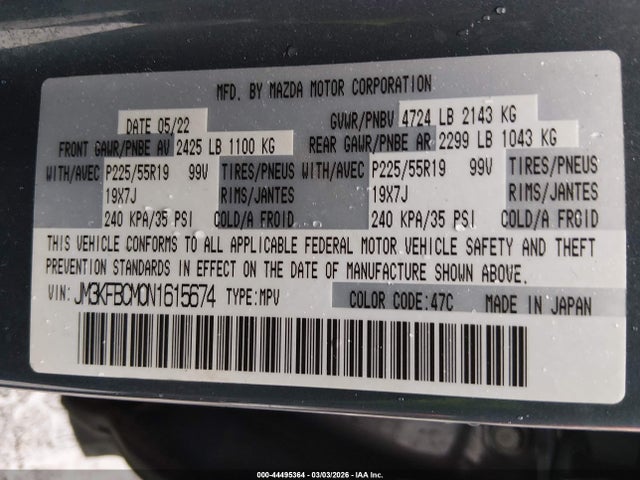 MFD. BY MAZDA MOTOR CORPORATION
DATE 05/22 GVWR/PNBV 4724 LB 2143 KG
FRONT GAWR/PNBE AV 2425 LB 1100 KG REAR GAWR/PNBE AR 2299 LB 1043 KG
WITH/AVEC P225/55R19 99V TIRES/PNEUS WITH/AVEC P225/55R19 99V TIRES/PNEUS
19X7J RIMS/JANTES 19X7J RIMS/JANTES
240 KPA/35 PSI COLD/A FROID 240 KPA/35 PSI COLD/A FROID
THIS VEHICLE CONFORMS TO ALL APPLICABLE FEDERAL MOTOR VEHICLE SAFETY AND THEFT
PREVENTION STANDARDS IN EFFECT ON THE DATE OF MANUFACTURE SHOWN ABOVE.
VIN: JM3KFBCM0N1615674 TYPE:MPV COLOR CODE:47C MADE IN JAPAN
000-44495364 | 03/03/2026 | IAA Inc.